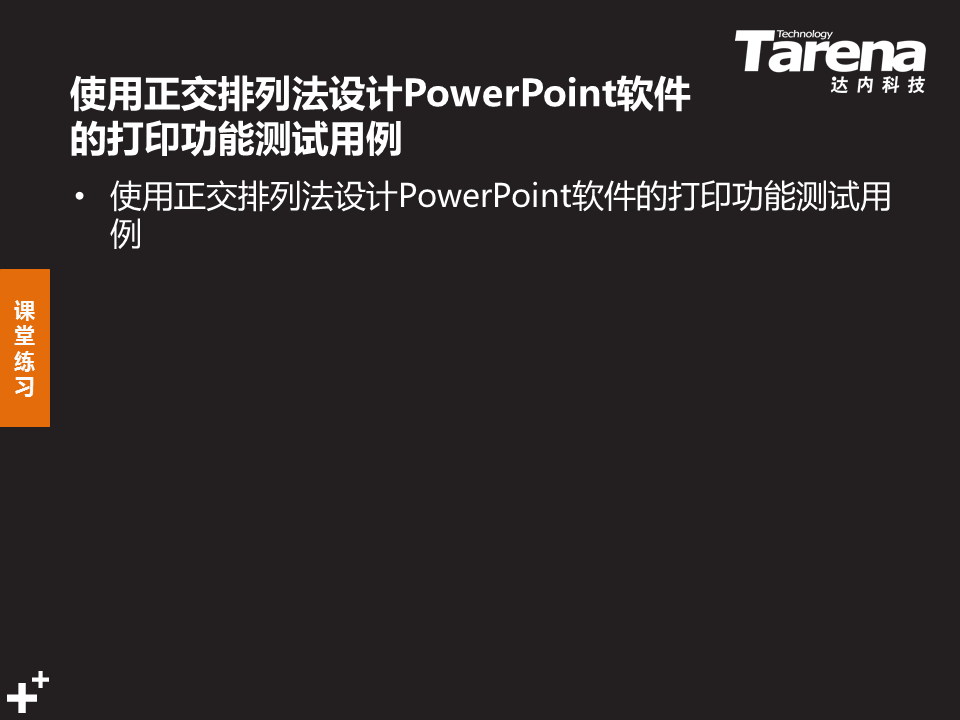 Technology
Tarena
达内科技
使用正交排列法设计PowerPoint软件
的打印功能测试用例
• 使用正交排列法设计PowerPoint软件的打印功能测试用
例
课
堂
练
习